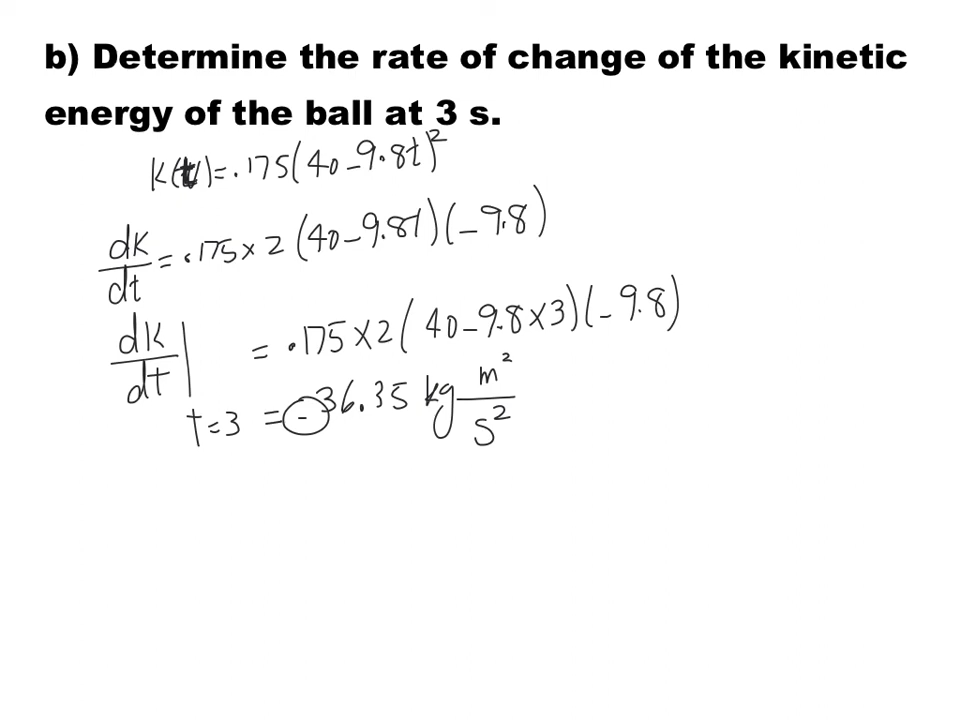 b) Determine the rate of change of the kinetic
energy of the ball at 3 s.
K(t)=.175(40-9.8t)²
dK/dt = .175×2(40-9.8t)(-9.8)
dK/dt| t=3 = .175×2(40-9.8×3)(-9.8)
= -36.35 kg m²/s²